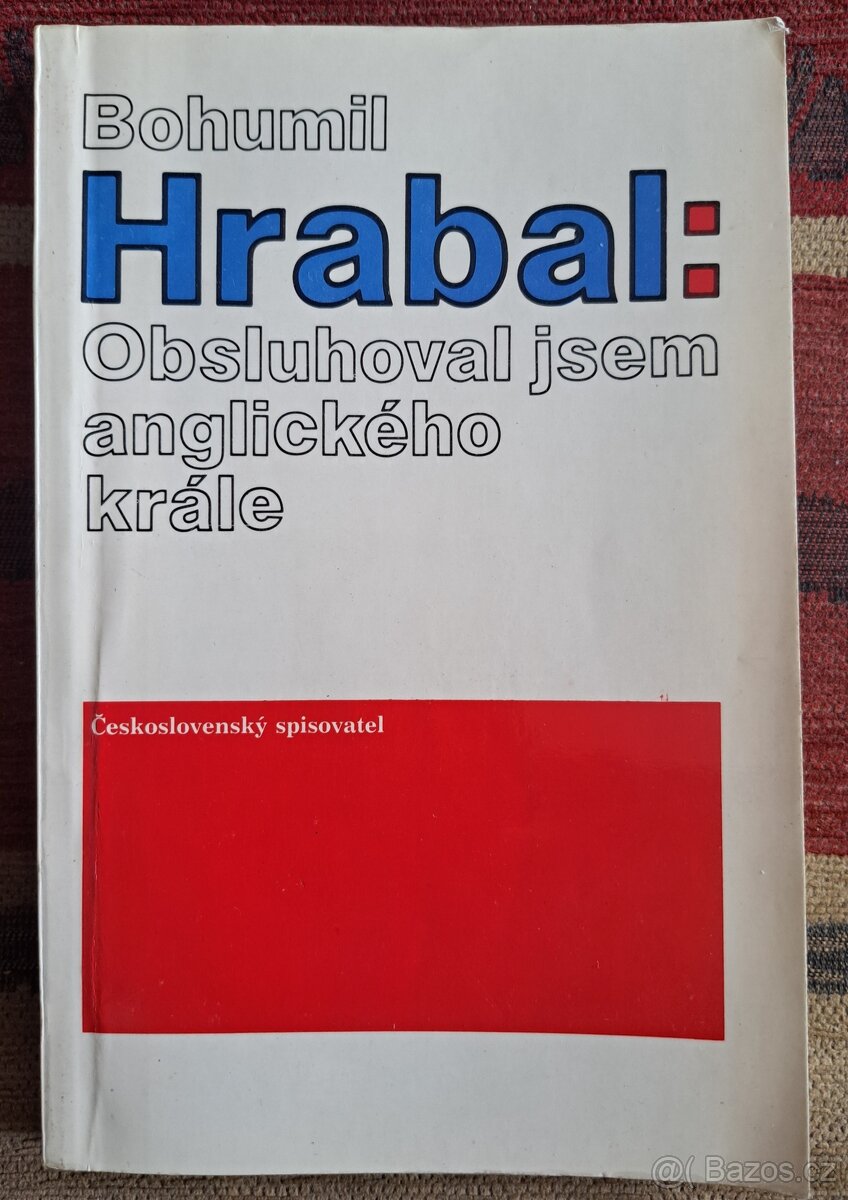 Bohumil
Hrabal:
Obsluhoval jsem
anglického
krále
Československý spisovatel
@( Bazos.cz